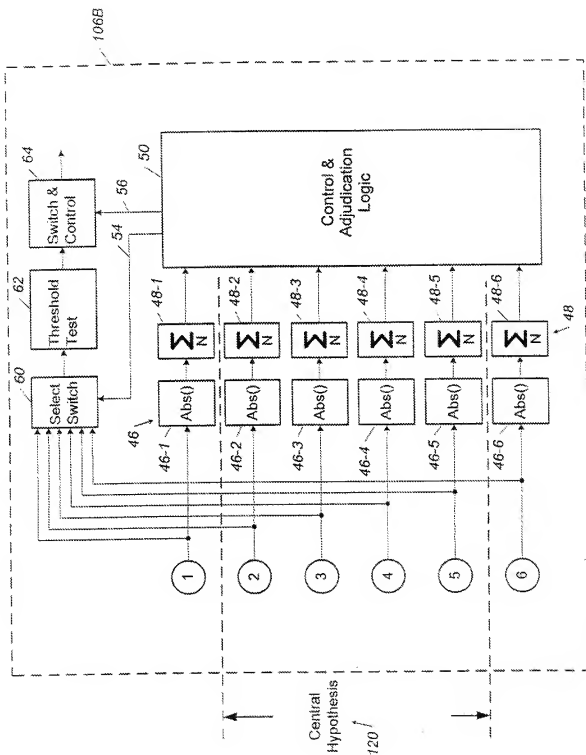 106B
64
Switch &
Control
62
Threshold
Test
60
Select
Switch
54
56
50
Control &
Adjudication
Logic
46
46-1
Abs()
Σ
N
48-1
46-2
Abs()
Σ
N
48-2
46-3
Abs()
Σ
N
48-3
46-4
Abs()
Σ
N
48-4
46-5
Abs()
Σ
N
48-5
46-6
Abs()
Σ
N
48-6
48
1
2
3
4
5
6
Central
Hypothesis
120